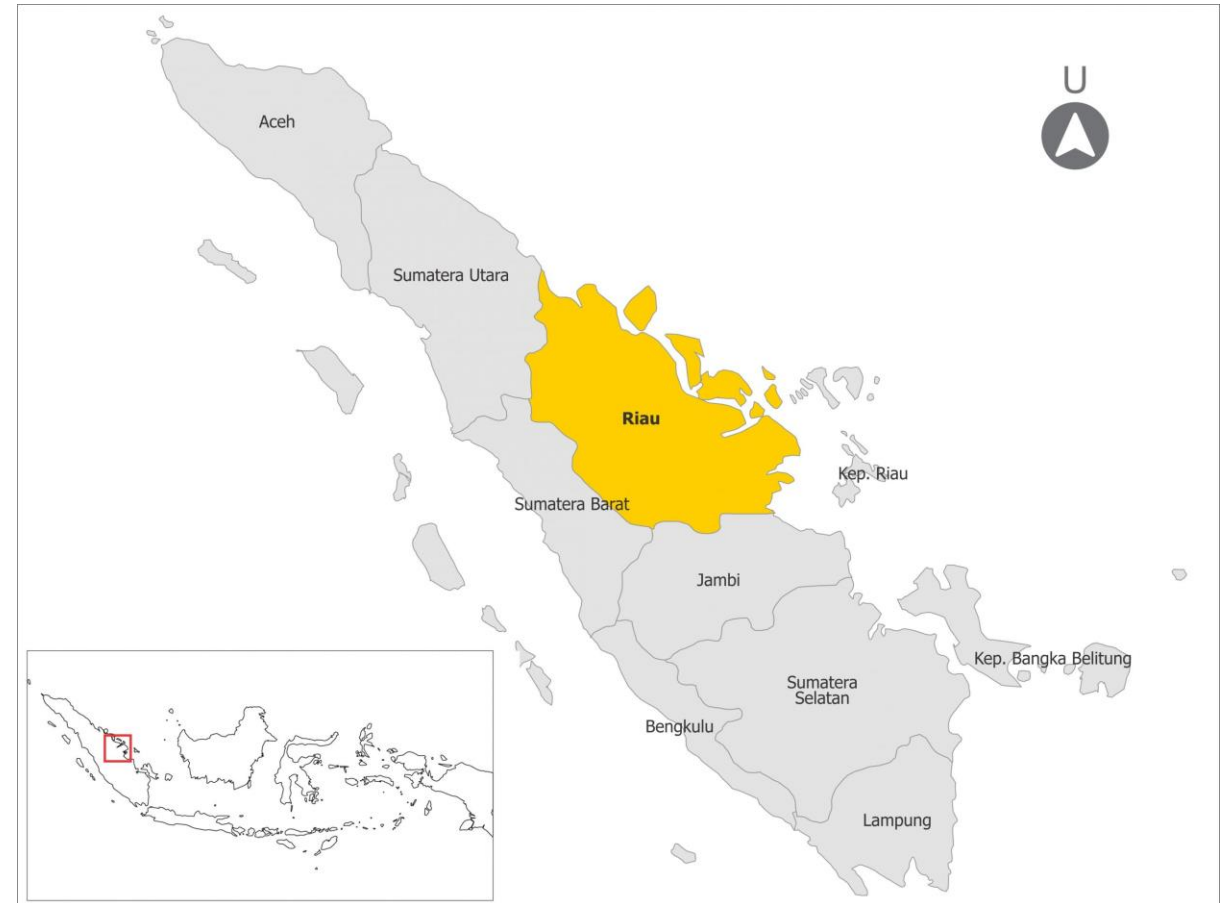 U
Aceh
Sumatera Utara
Riau
Kep. Riau
Sumatera Barat
Jambi
Kep. Bangka Belitung
Sumatera
Selatan
Bengkulu
Lampung